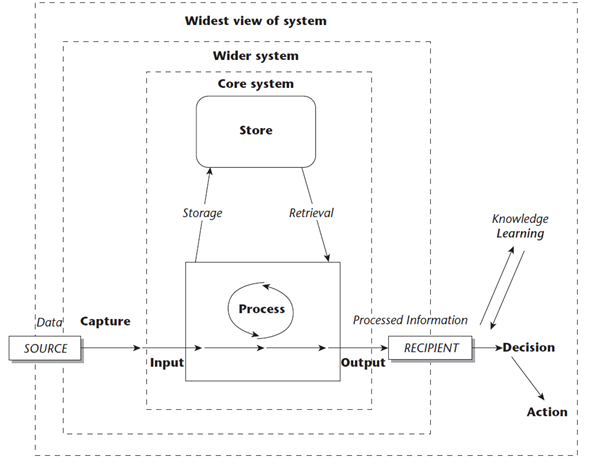 Widest view of system
Wider system
Core system
Store
Storage
Retrieval
Knowledge
Learning
Process
Data
Capture
Processed Information
SOURCE
Input
Output
RECIPIENT
Decision
Action